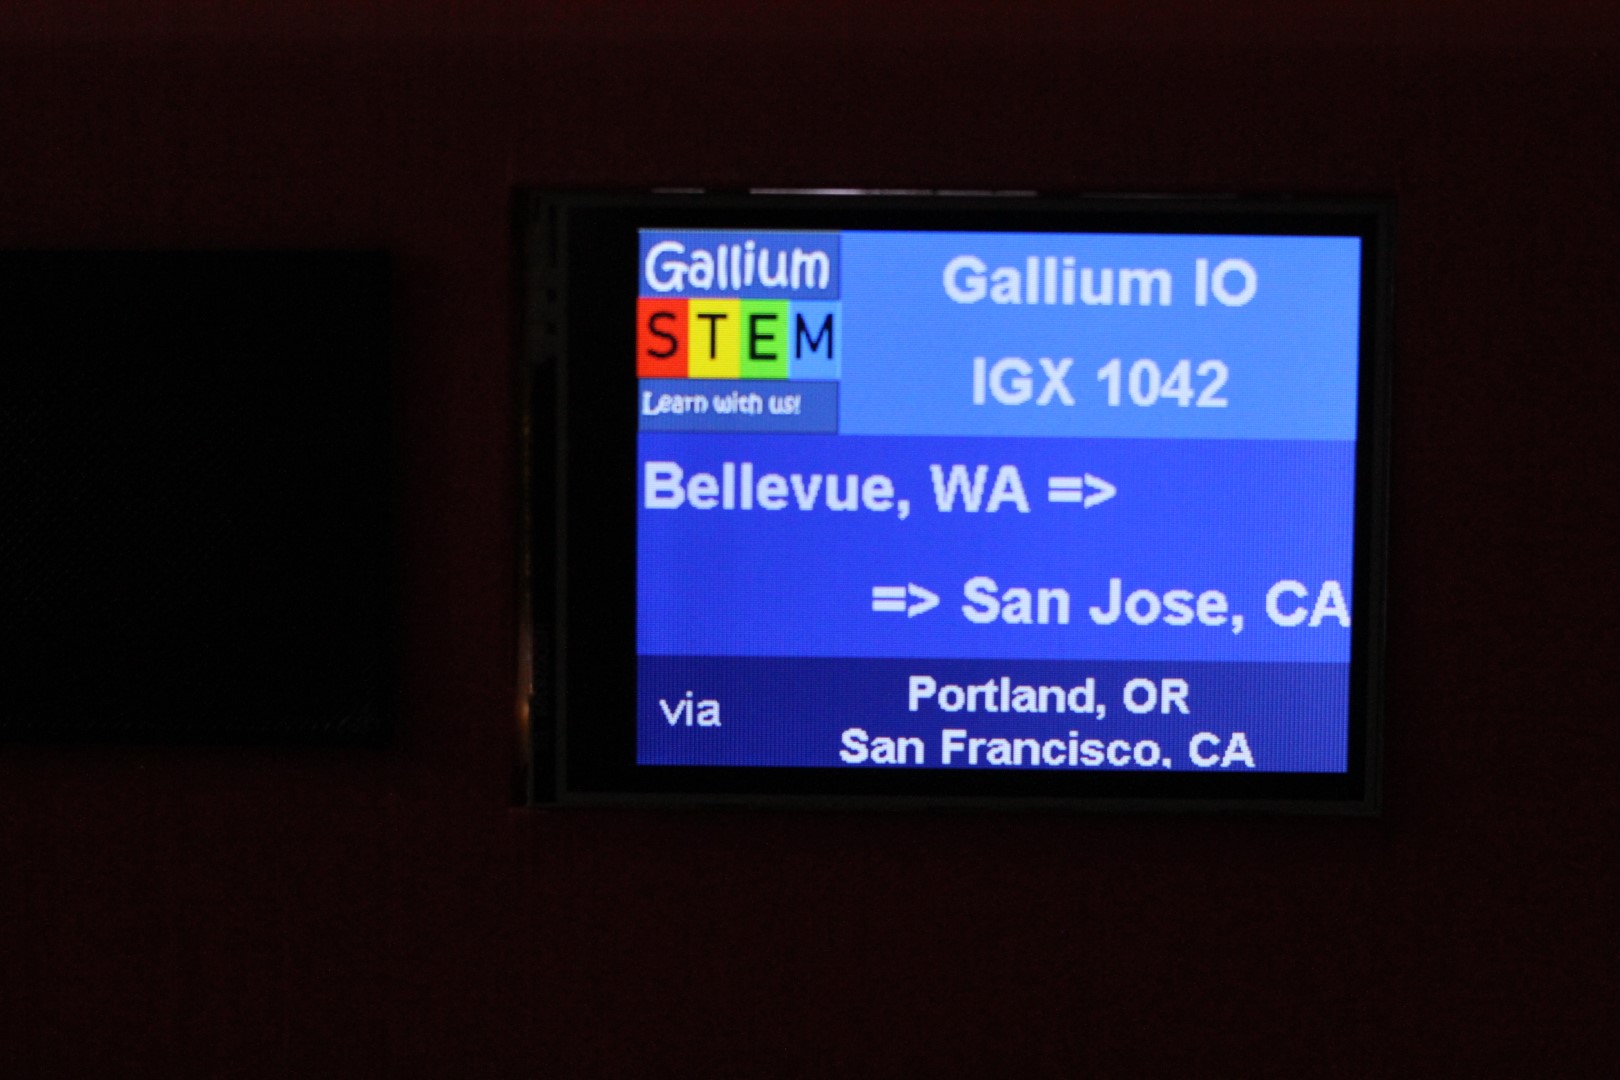 Gallium
STEM
Learn with us!
Gallium IO
IGX 1042
Bellevue, WA =>
=> San Jose, CA
via
Portland, OR
San Francisco, CA